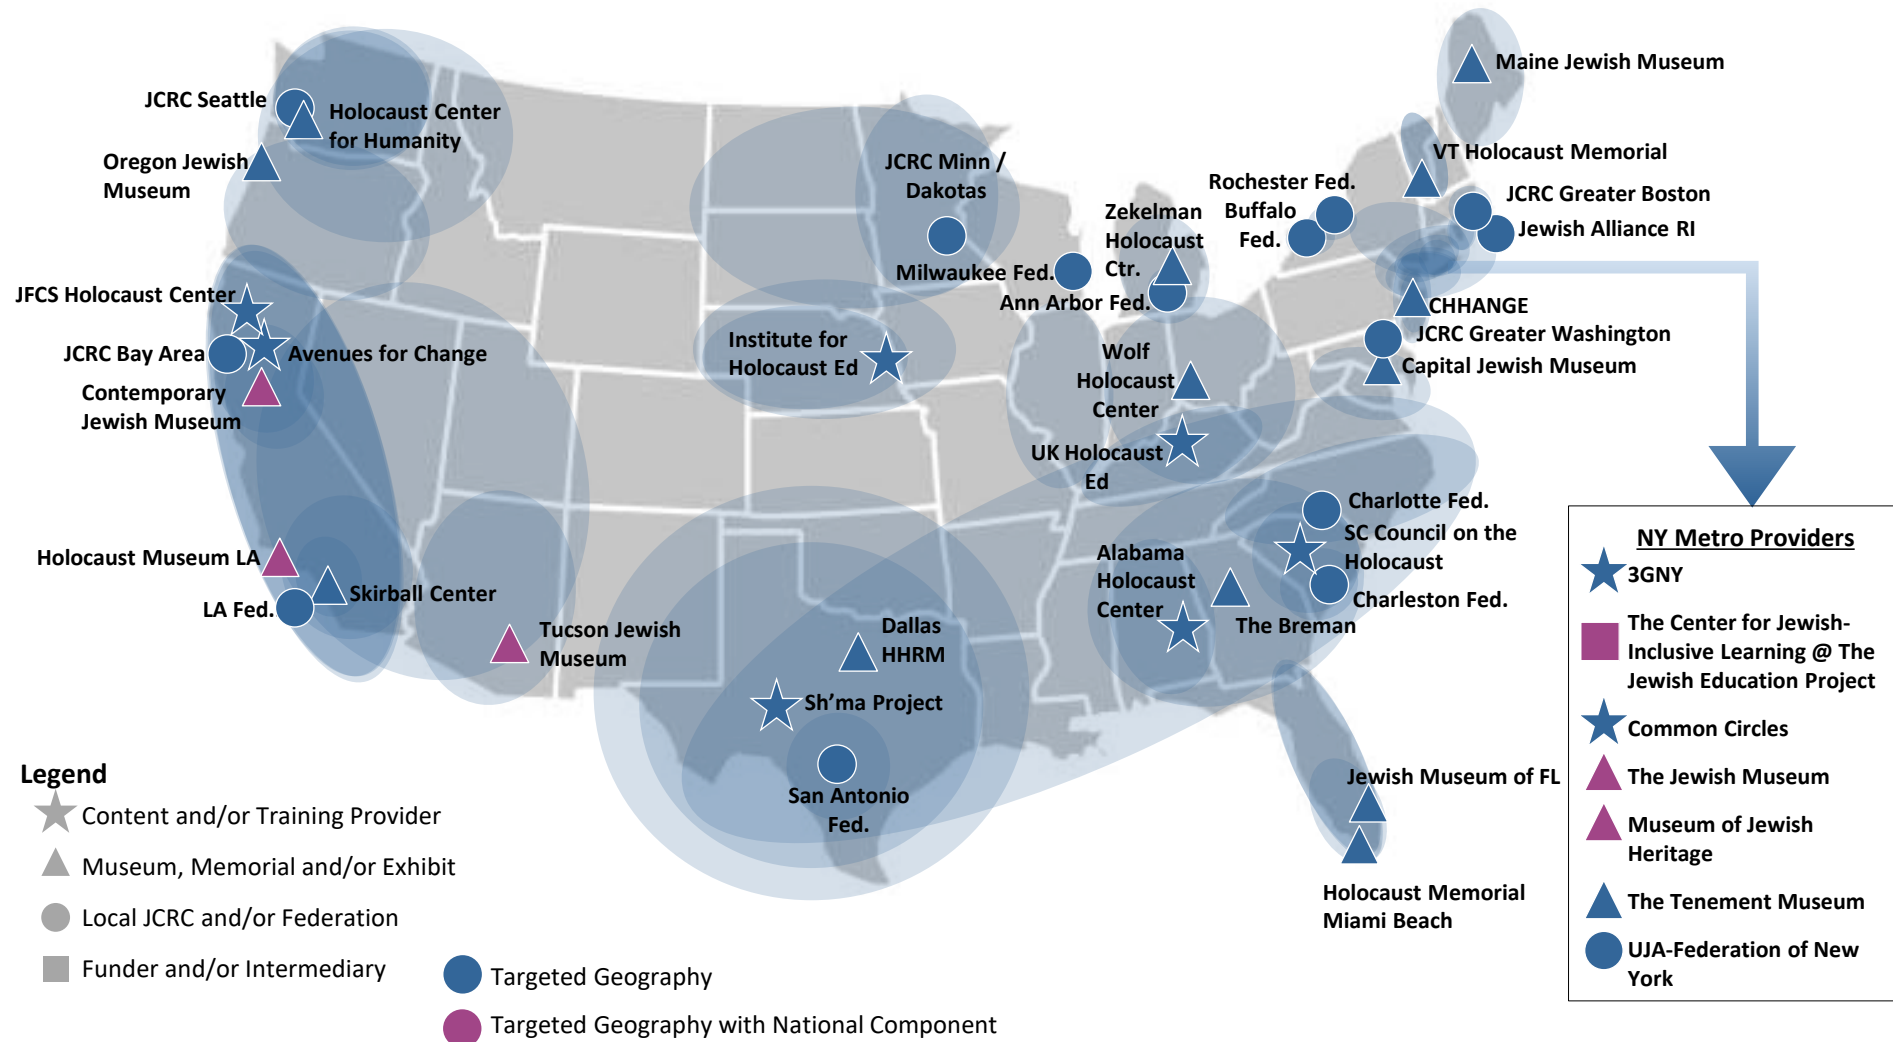 Maine Jewish Museum
JCRC Seattle
Holocaust Center
for Humanity
Oregon Jewish
Museum
JCRC Minn /
Dakotas
VT Holocaust Memorial
Rochester Fed.
Buffalo
Fed.
JCRC Greater Boston
Jewish Alliance RI
Zekelman
Holocaust
Ctr.
Milwaukee Fed.
Ann Arbor Fed.
JFCS Holocaust Center
JCRC Bay Area
Avenues for Change
Contemporary
Jewish Museum
Institute for
Holocaust Ed
Wolf
Holocaust
Center
CHHANGE
JCRC Greater Washington
Capital Jewish Museum
UK Holocaust
Ed
Charlotte Fed.
SC Council on the
Holocaust
Charleston Fed.
Alabama
Holocaust
Center
The Breman
Holocaust Museum LA
Skirball Center
LA Fed.
Tucson Jewish
Museum
Dallas
HHRM
Sh’ma Project
San Antonio
Fed.
Jewish Museum of FL
Holocaust Memorial
Miami Beach
NY Metro Providers
3GNY
The Center for Jewish-
Inclusive Learning @ The
Jewish Education Project
Common Circles
The Jewish Museum
Museum of Jewish
Heritage
The Tenement Museum
UJA-Federation of New
York
Legend
Content and/or Training Provider
Museum, Memorial and/or Exhibit
Local JCRC and/or Federation
Funder and/or Intermediary
Targeted Geography
Targeted Geography with National Component